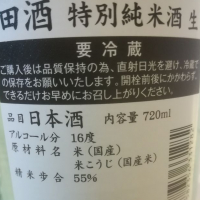 田酒 特別純米酒 生
要冷蔵
ご購入後は品質保持の為、直射日光を避け、冷蔵で
の保存をお願いいたします。開栓前後にかかわらず、
できるだけお早めにお召し上がりください。
品目 日本酒 内容量 720ml
アルコール分 16度
原材料名 米(国産)
米こうじ(国産米)
精米歩合 55%